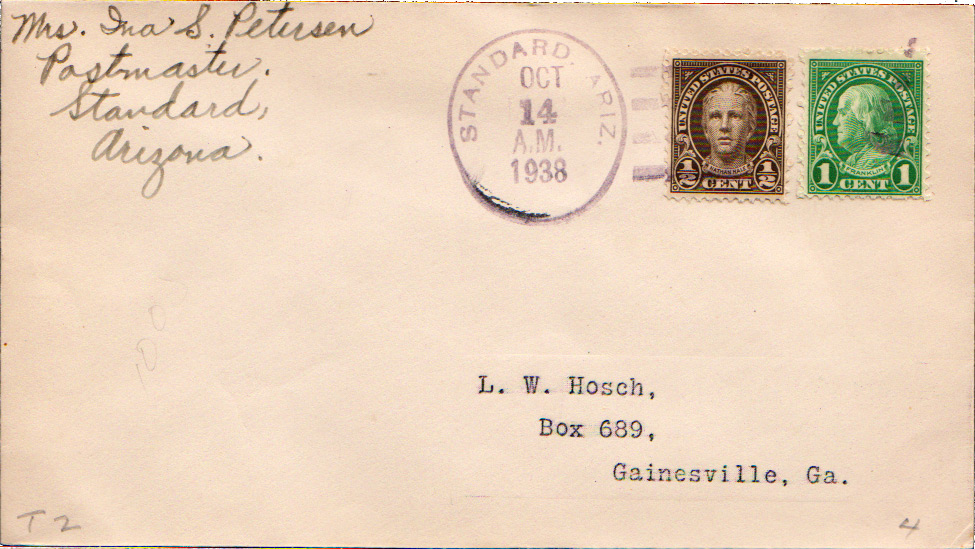 Mrs. Ina S. Petersen
Postmaster.
Standard,
Arizona.
STANDARD, ARIZ.
OCT
14
A.M.
1938
UNITED STATES POSTAGE
NATHAN HALE
1/2 CENT 1/2
UNITED STATES POSTAGE
FRANKLIN
1 CENT 1
L. W. Hosch,
Box 689,
Gainesville, Ga.
T 2
4